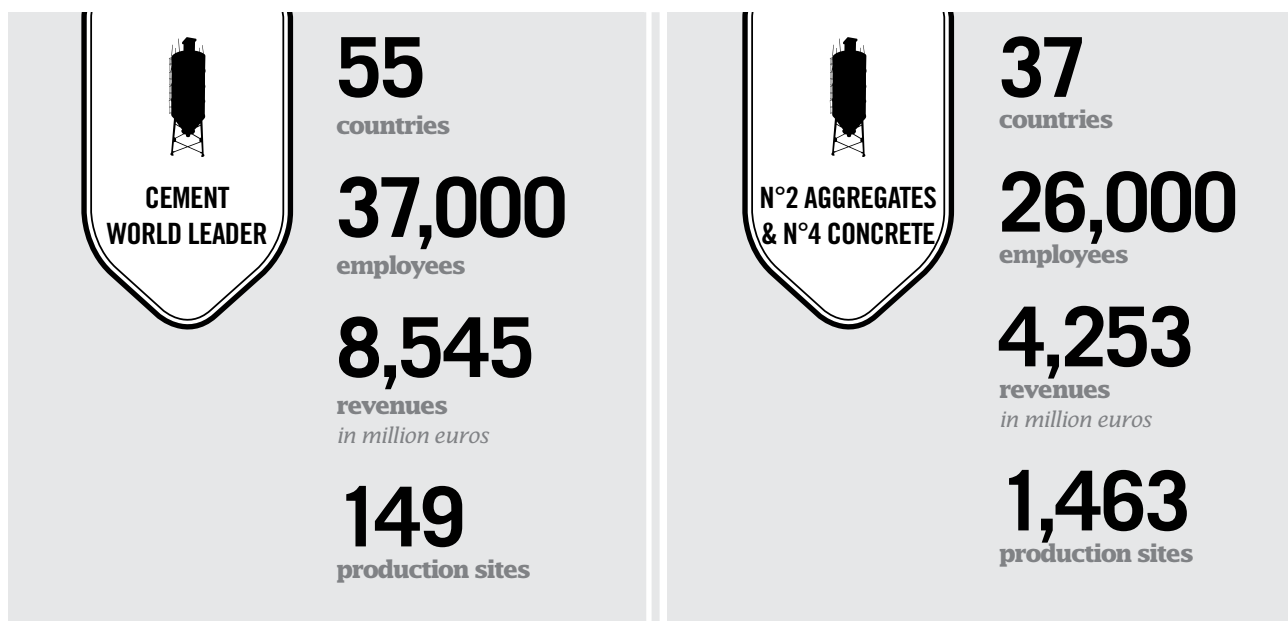 CEMENT
WORLD LEADER
55
countries
37,000
employees
8,545
revenues
in million euros
149
production sites
N°2 AGGREGATES
& N°4 CONCRETE
37
countries
26,000
employees
4,253
revenues
in million euros
1,463
production sites